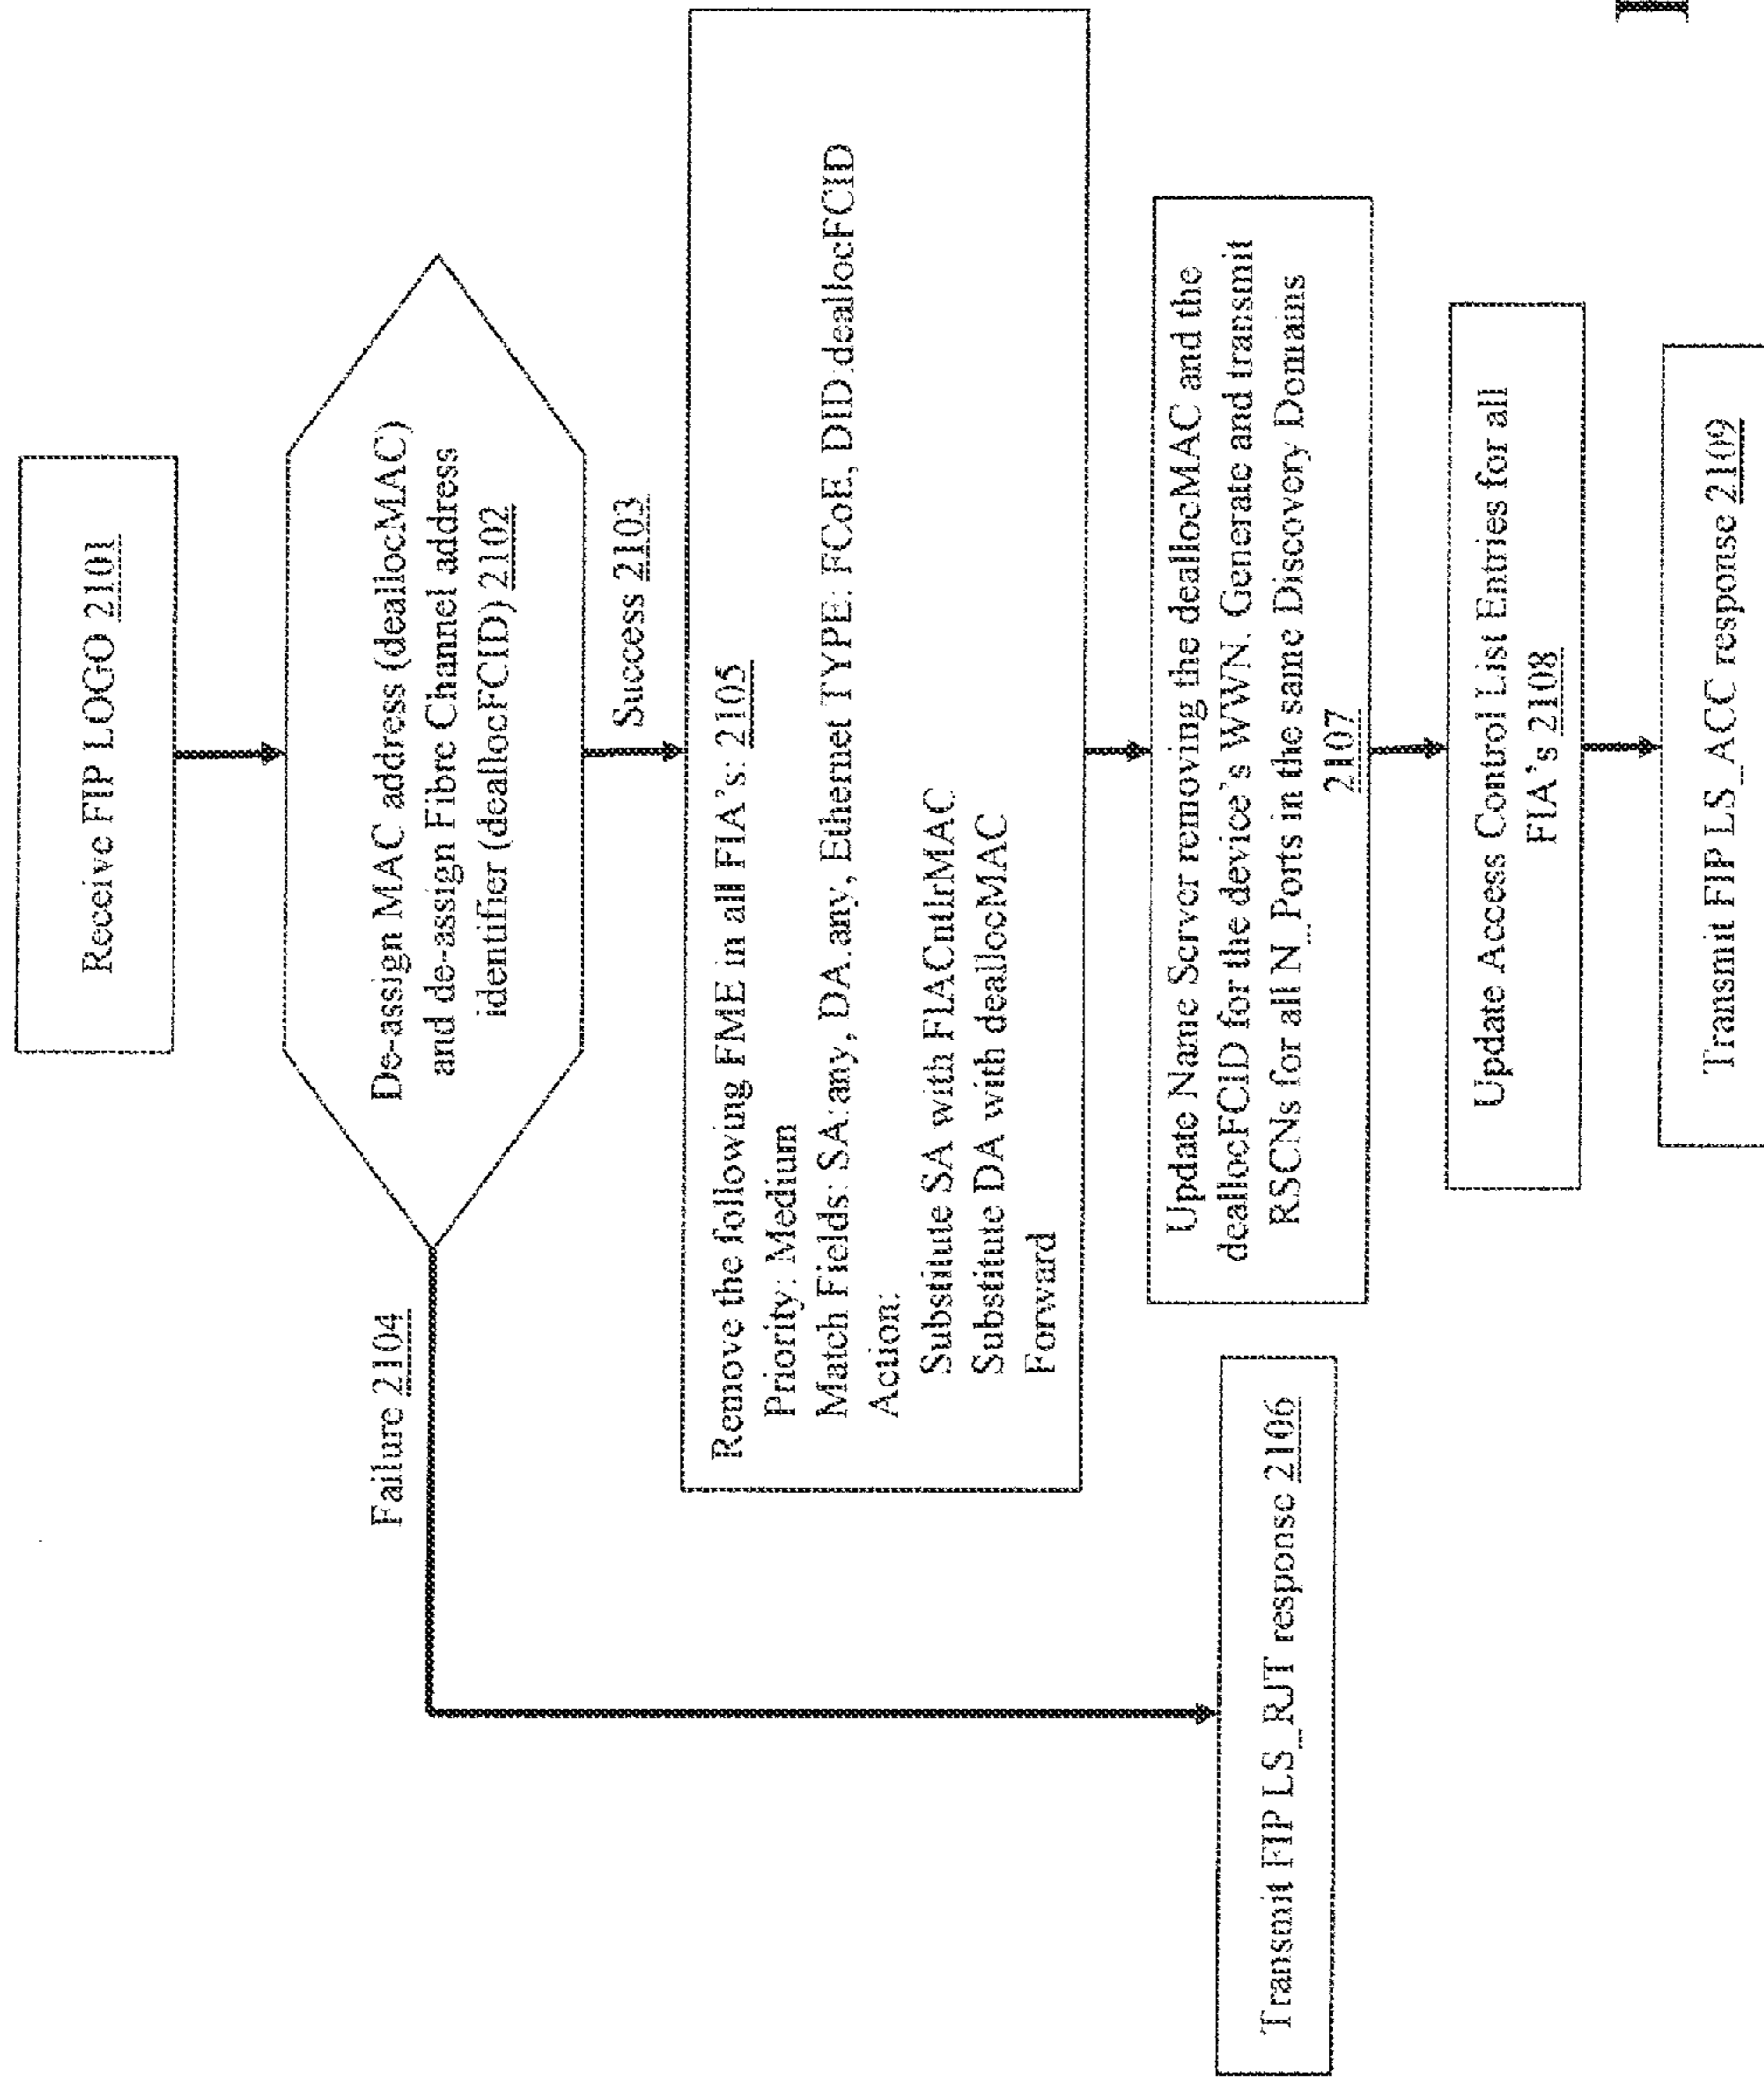 Receive FIP LOGO 2101
De-assign MAC address (deallocMAC)
and de-assign Fibre Channel address
identifier (deallocFCID) 2102
Failure 2104
Success 2103
Remove the following FME in all FIA's: 2105
Priority: Medium
Match Fields: SA:any, DA:any, Ethernet TYPE: FCoE, DID:deallocFCID
Action:
Substitute SA with FIACntlrMAC
Substitute DA with deallocMAC
Forward
Update Name Server removing the deallocMAC and the
deallocFCID for the device's WWN. Generate and transmit
RSCNs for all N_Ports in the same Discovery Domains
2107
Transmit FIP LS_RJT response 2106
Update Access Control List Entries for all
FIA's 2108
Transmit FIP LS_ACC response 2109